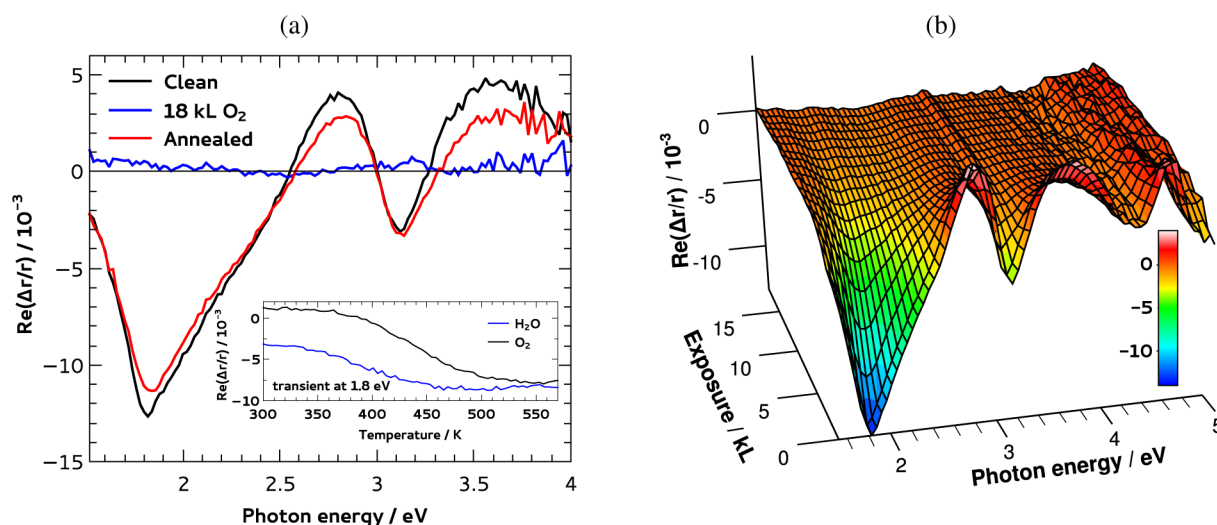 (a)
Re(Δr/r) / 10⁻³
5
0
−5
−10
−15
Clean
18 kL O₂
Annealed
Re(Δr/r) / 10⁻³
0
−5
−10
H₂O
O₂
transient at 1.8 eV
300 350 400 450 500 550
Temperature / K
2 2.5 3 3.5 4
Photon energy / eV
(b)
Re(Δr/r) / 10⁻³
0
-5
-10
Exposure / kL
15
10
5
0
2 3 4 5
Photon energy / eV
0
−5
−10